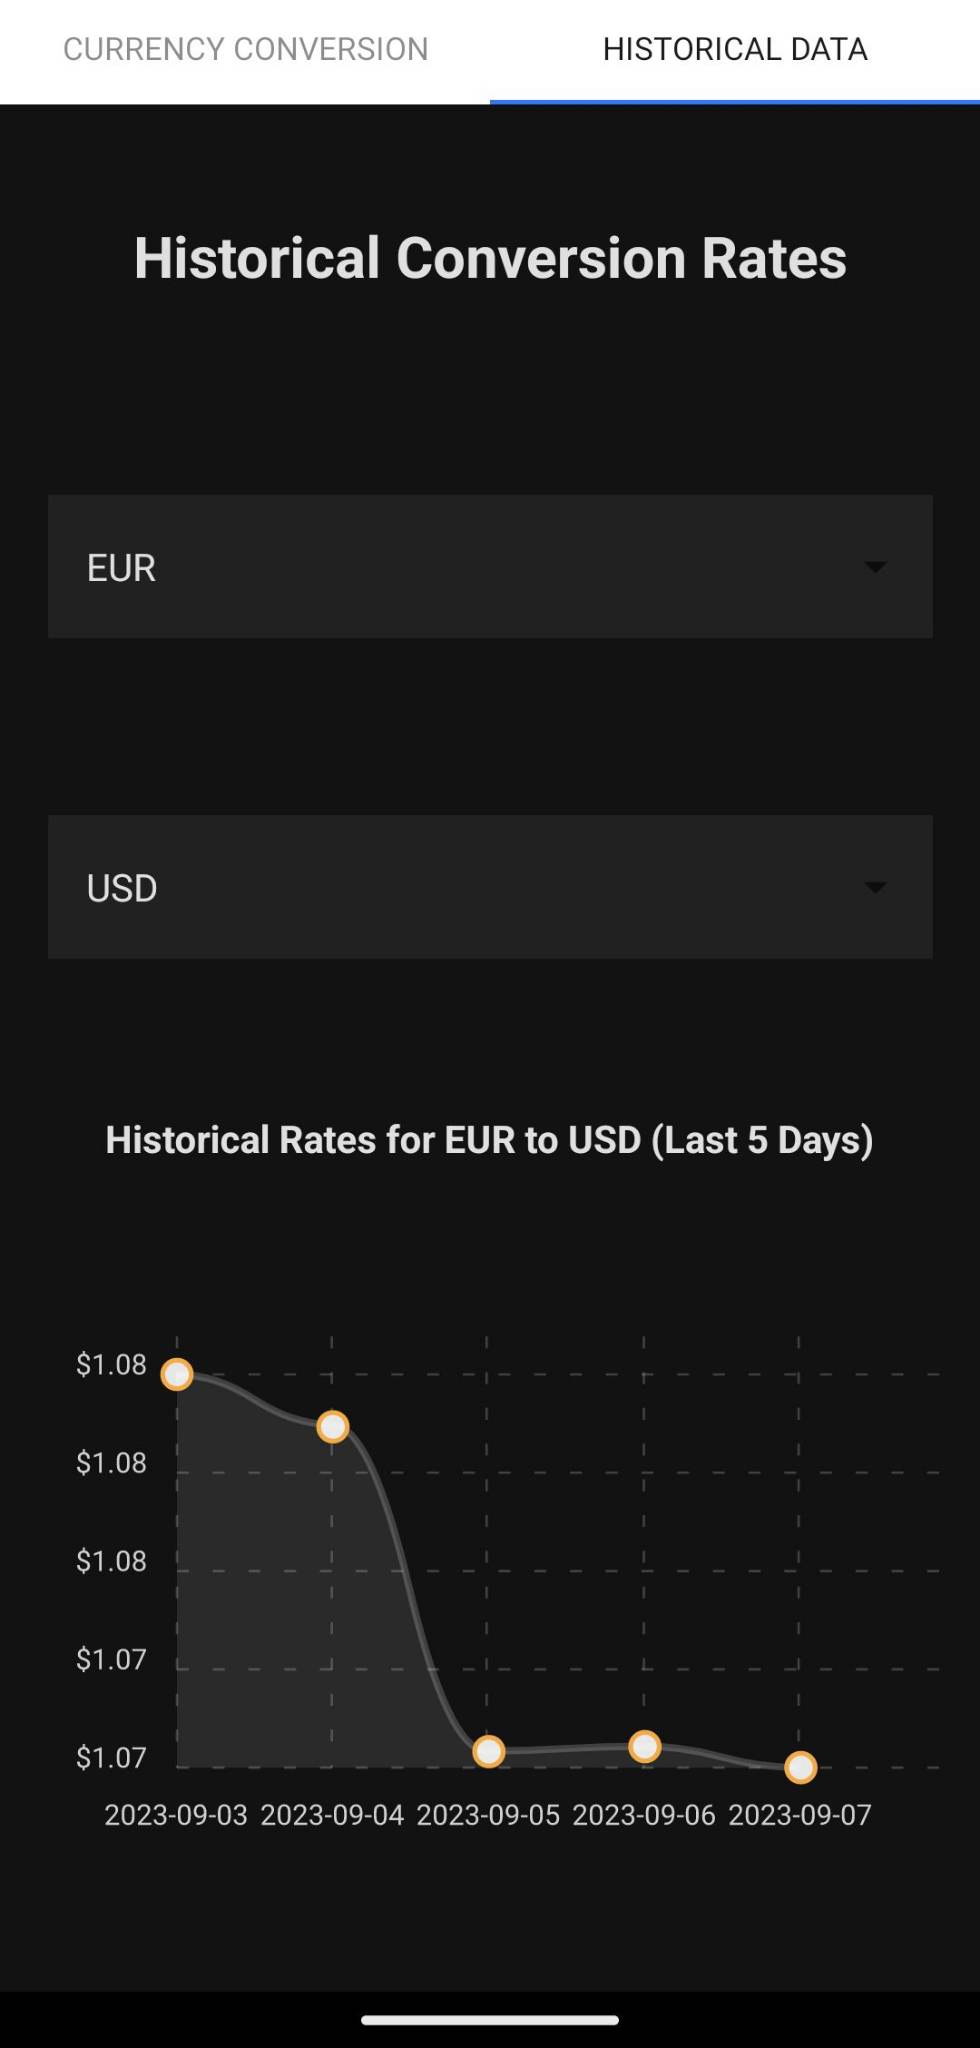 CURRENCY CONVERSION HISTORICAL DATA
Historical Conversion Rates
EUR
USD
Historical Rates for EUR to USD (Last 5 Days)
$1.08
$1.08
$1.08
$1.07
$1.07
2023-09-03 2023-09-04 2023-09-05 2023-09-06 2023-09-07